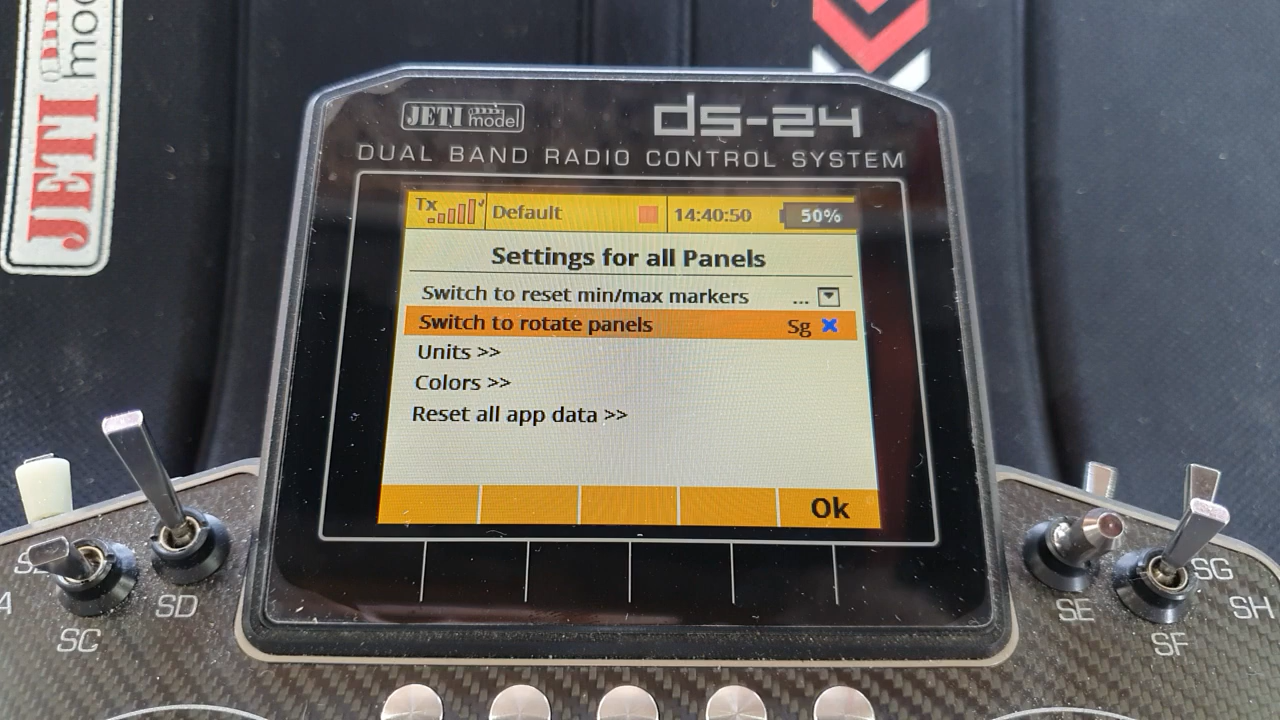 JETI
JETI model
ds-24
DUAL BAND RADIO CONTROL SYSTEM
Tx
Default
14:40:50
50%
Settings for all Panels
Switch to reset min/max markers ...
Switch to rotate panels Sg
Units >>
Colors >>
Reset all app data >>
Ok
SD
SC
SE
SG
SF
SH